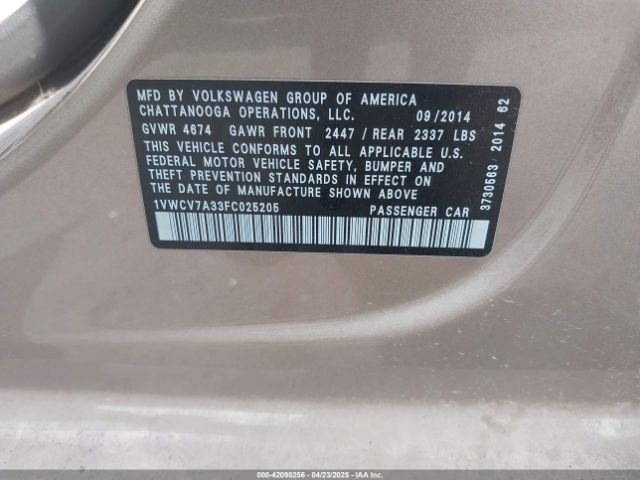 MFD BY VOLKSWAGEN GROUP OF AMERICA
CHATTANOOGA OPERATIONS, LLC. 09/2014
GVWR 4674 GAWR FRONT 2447 / REAR 2337 LBS
THIS VEHICLE CONFORMS TO ALL APPLICABLE U.S.
FEDERAL MOTOR VEHICLE SAFETY, BUMPER AND
THEFT PREVENTION STANDARDS IN EFFECT ON
THE DATE OF MANUFACTURE SHOWN ABOVE
1VWCV7A33FC025205 PASSENGER CAR
3730563 2014 62
000-42098256 - 04/23/2025 - IAA, Inc.